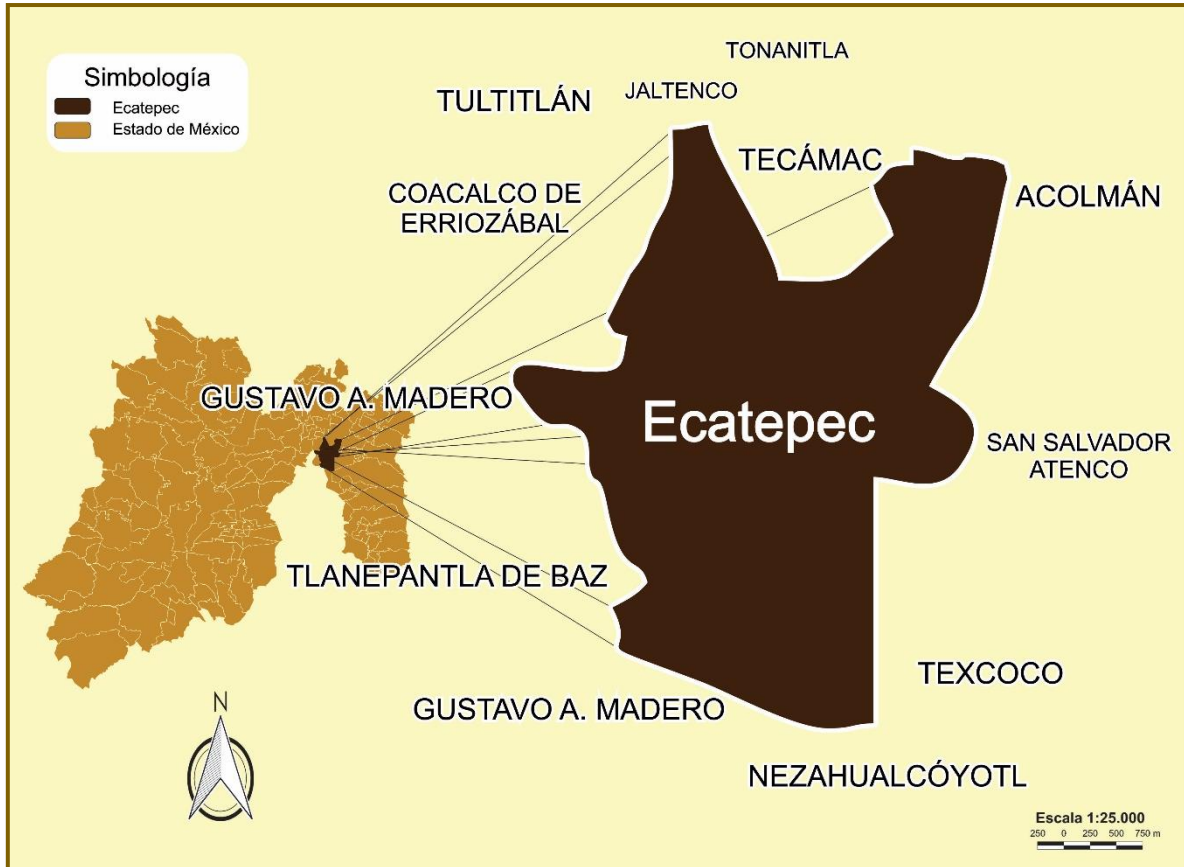 Simbología
Ecatepec
Estado de México
TONANITLA
JALTENCO
TULTITLÁN
TECÁMAC
COACALCO DE
ERRIOZÁBAL
ACOLMÁN
GUSTAVO A. MADERO
Ecatepec
SAN SALVADOR
ATENCO
TLANEPANTLA DE BAZ
TEXCOCO
N
GUSTAVO A. MADERO
NEZAHUALCÓYOTL
Escala 1:25.000
250 0 250 500 750 m